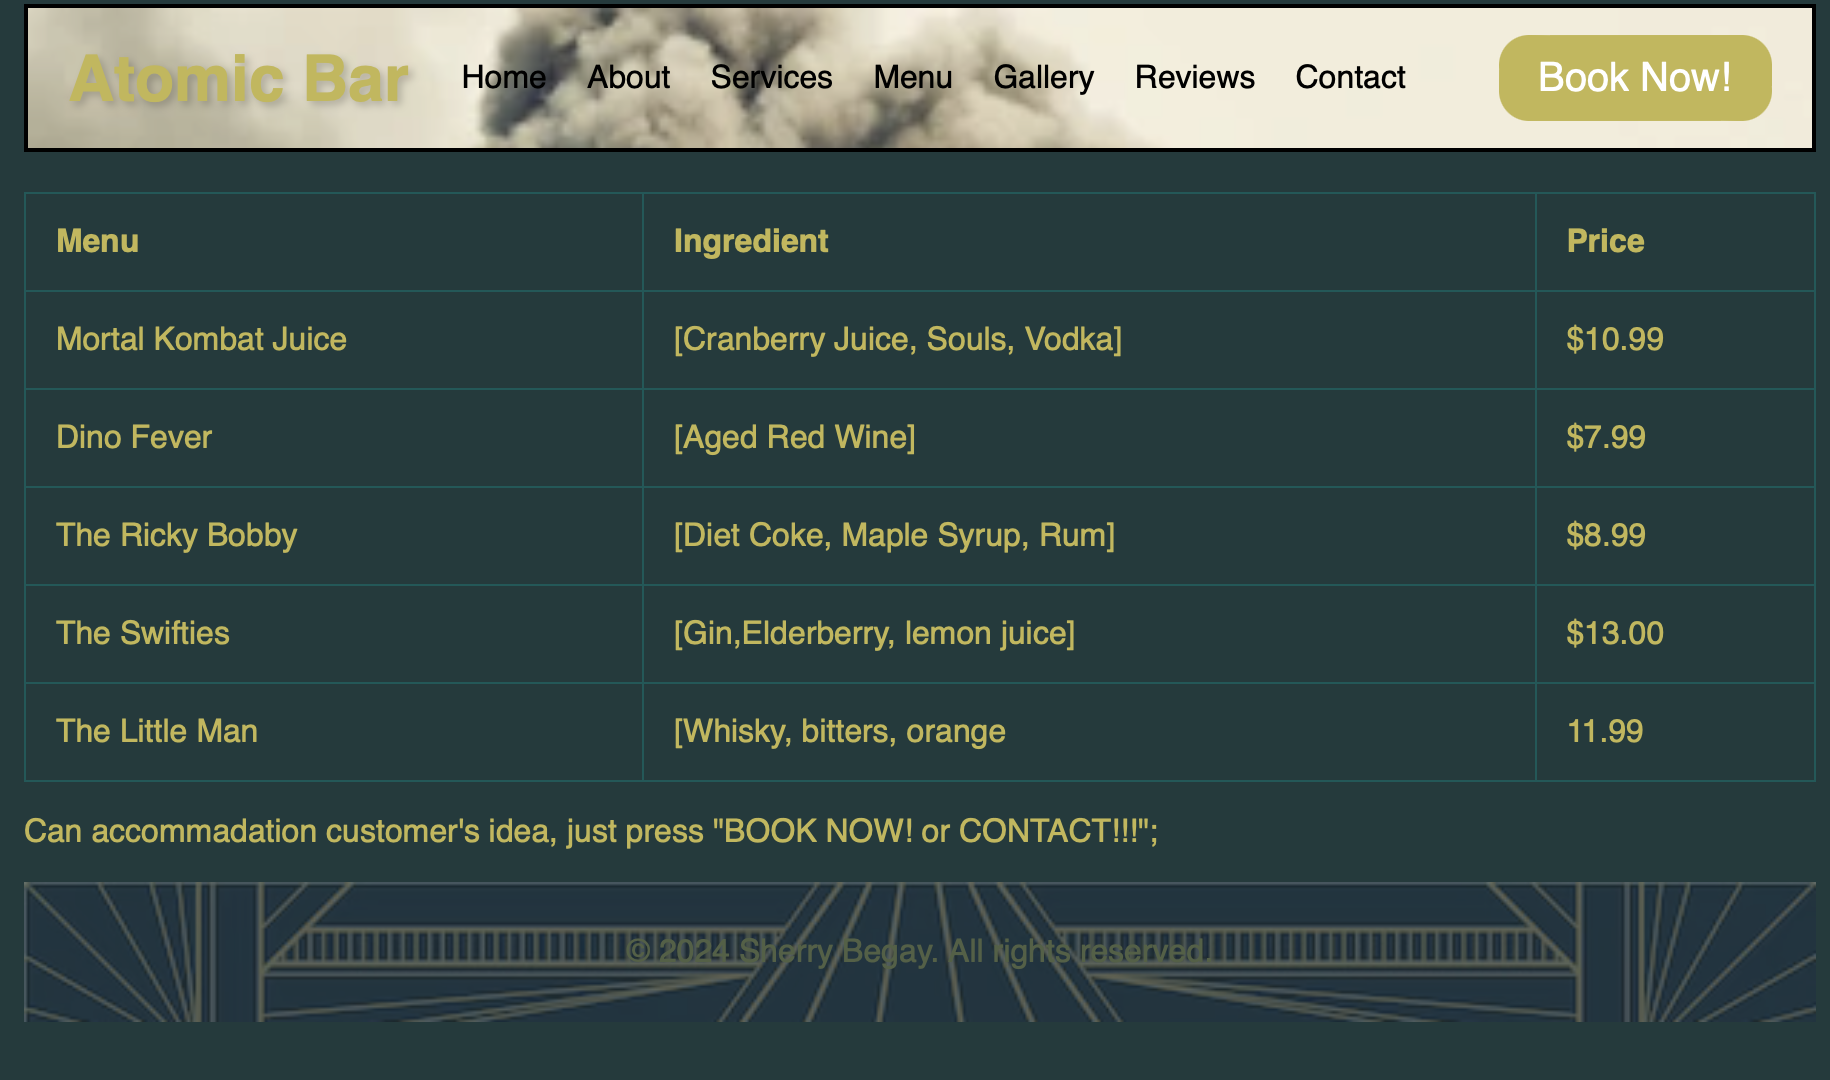 Atomic Bar Home About Services Menu Gallery Reviews Contact Book Now!
Menu Ingredient Price
Mortal Kombat Juice [Cranberry Juice, Souls, Vodka] $10.99
Dino Fever [Aged Red Wine] $7.99
The Ricky Bobby [Diet Coke, Maple Syrup, Rum] $8.99
The Swifties [Gin,Elderberry, lemon juice] $13.00
The Little Man [Whisky, bitters, orange 11.99
Can accommadation customer's idea, just press "BOOK NOW! or CONTACT!!!";
© 2024 Sherry Begay. All rights reserved.